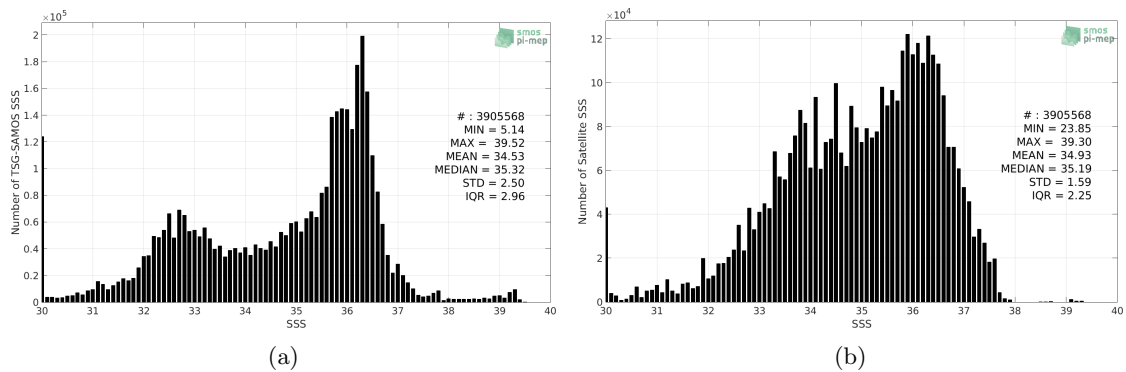 ×10⁵
2
1.8
1.6
1.4
1.2
1
0.8
0.6
0.4
0.2
0
30 31 32 33 34 35 36 37 38 39 40
SSS
Number of TSG-SAMOS SSS
smos
pi-mep
# : 3905568
MIN = 5.14
MAX = 39.52
MEAN = 34.53
MEDIAN = 35.32
STD = 2.50
IQR = 2.96
(a)
×10⁴
12
10
8
6
4
2
0
30 31 32 33 34 35 36 37 38 39 40
SSS
Number of Satellite SSS
smos
pi-mep
# : 3905568
MIN = 23.85
MAX = 39.30
MEAN = 34.93
MEDIAN = 35.19
STD = 1.59
IQR = 2.25
(b)